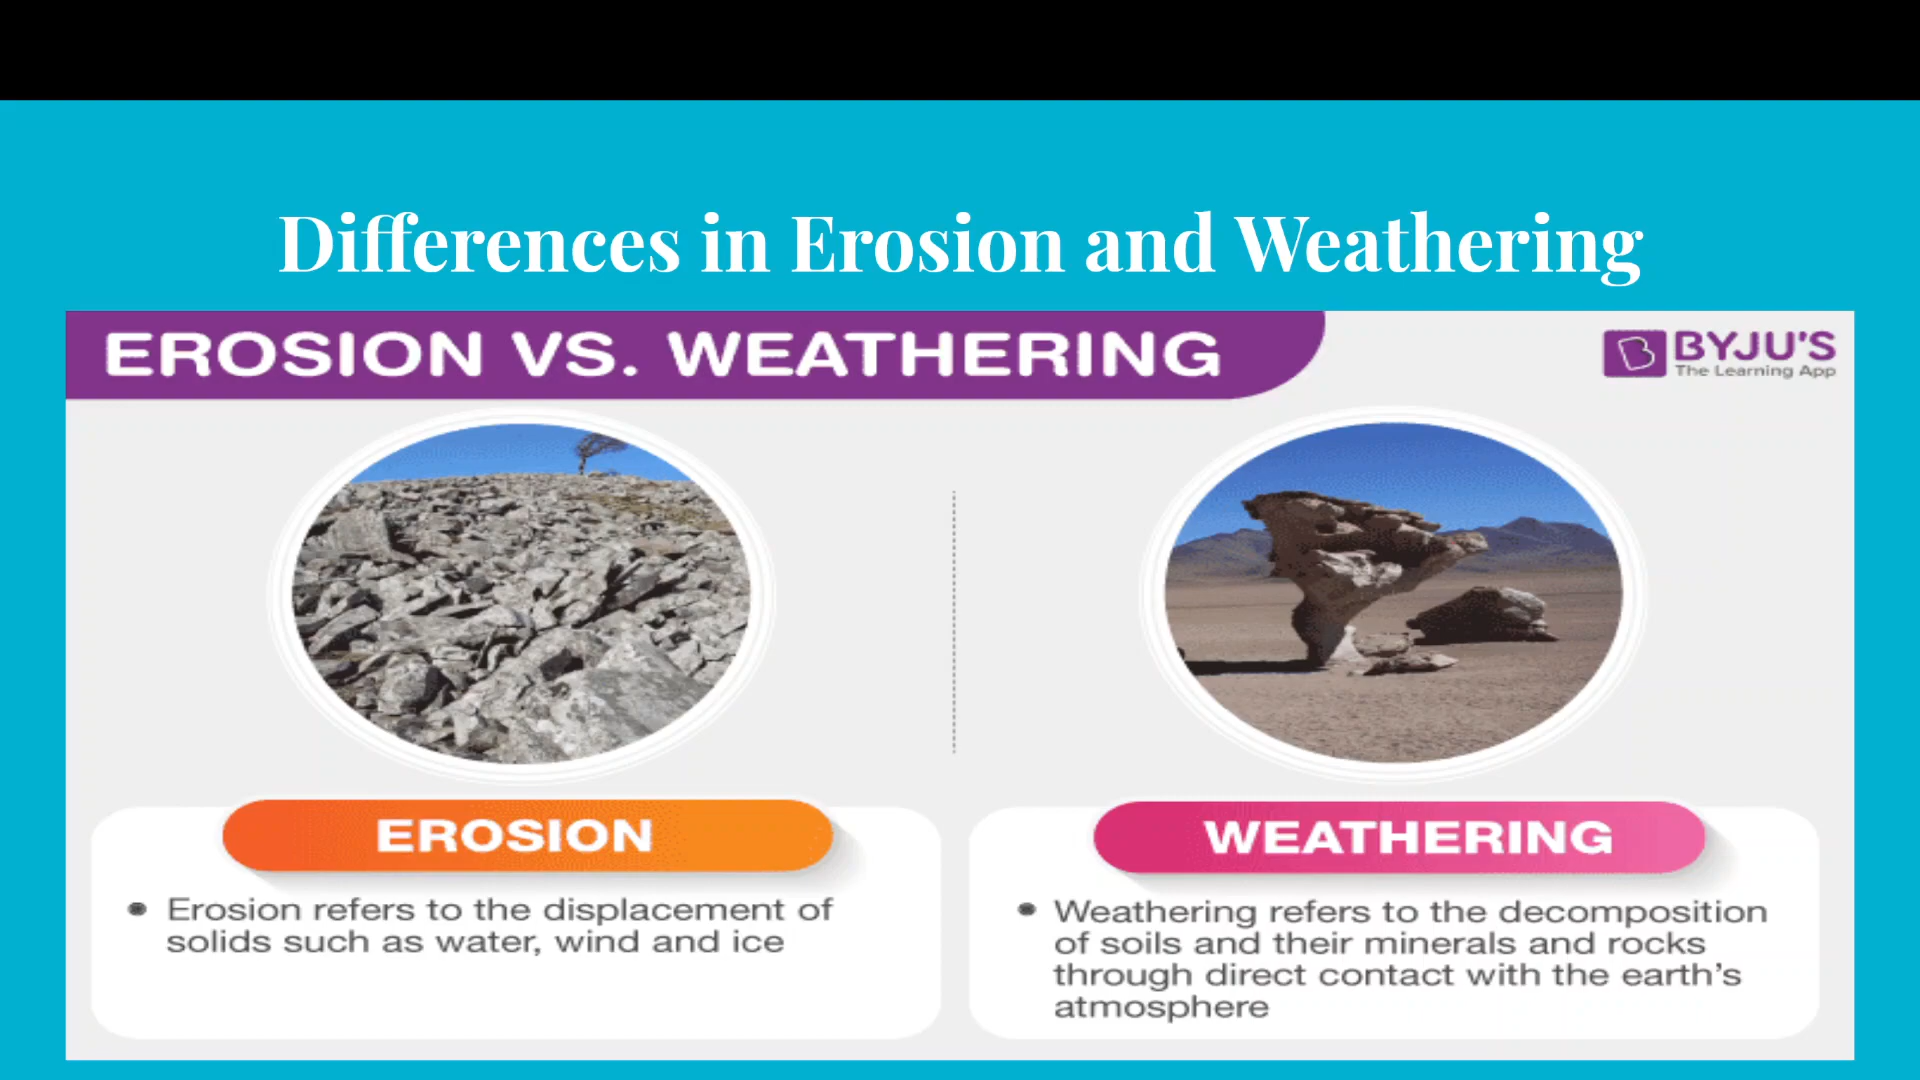 Differences in Erosion and Weathering
EROSION VS. WEATHERING
BYJU'S
The Learning App
EROSION
• Erosion refers to the displacement of
solids such as water, wind and ice
WEATHERING
• Weathering refers to the decomposition
of soils and their minerals and rocks
through direct contact with the earth's
atmosphere